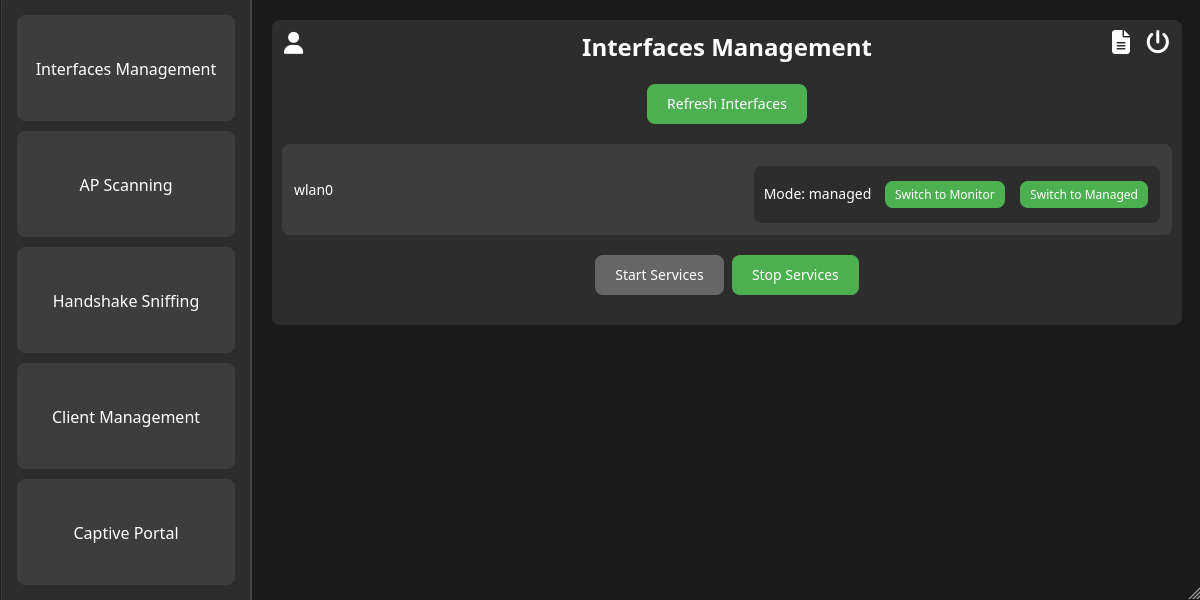 Interfaces Management
AP Scanning
Handshake Sniffing
Client Management
Captive Portal
Interfaces Management
Refresh Interfaces
wlan0
Mode: managed Switch to Monitor Switch to Managed
Start Services Stop Services